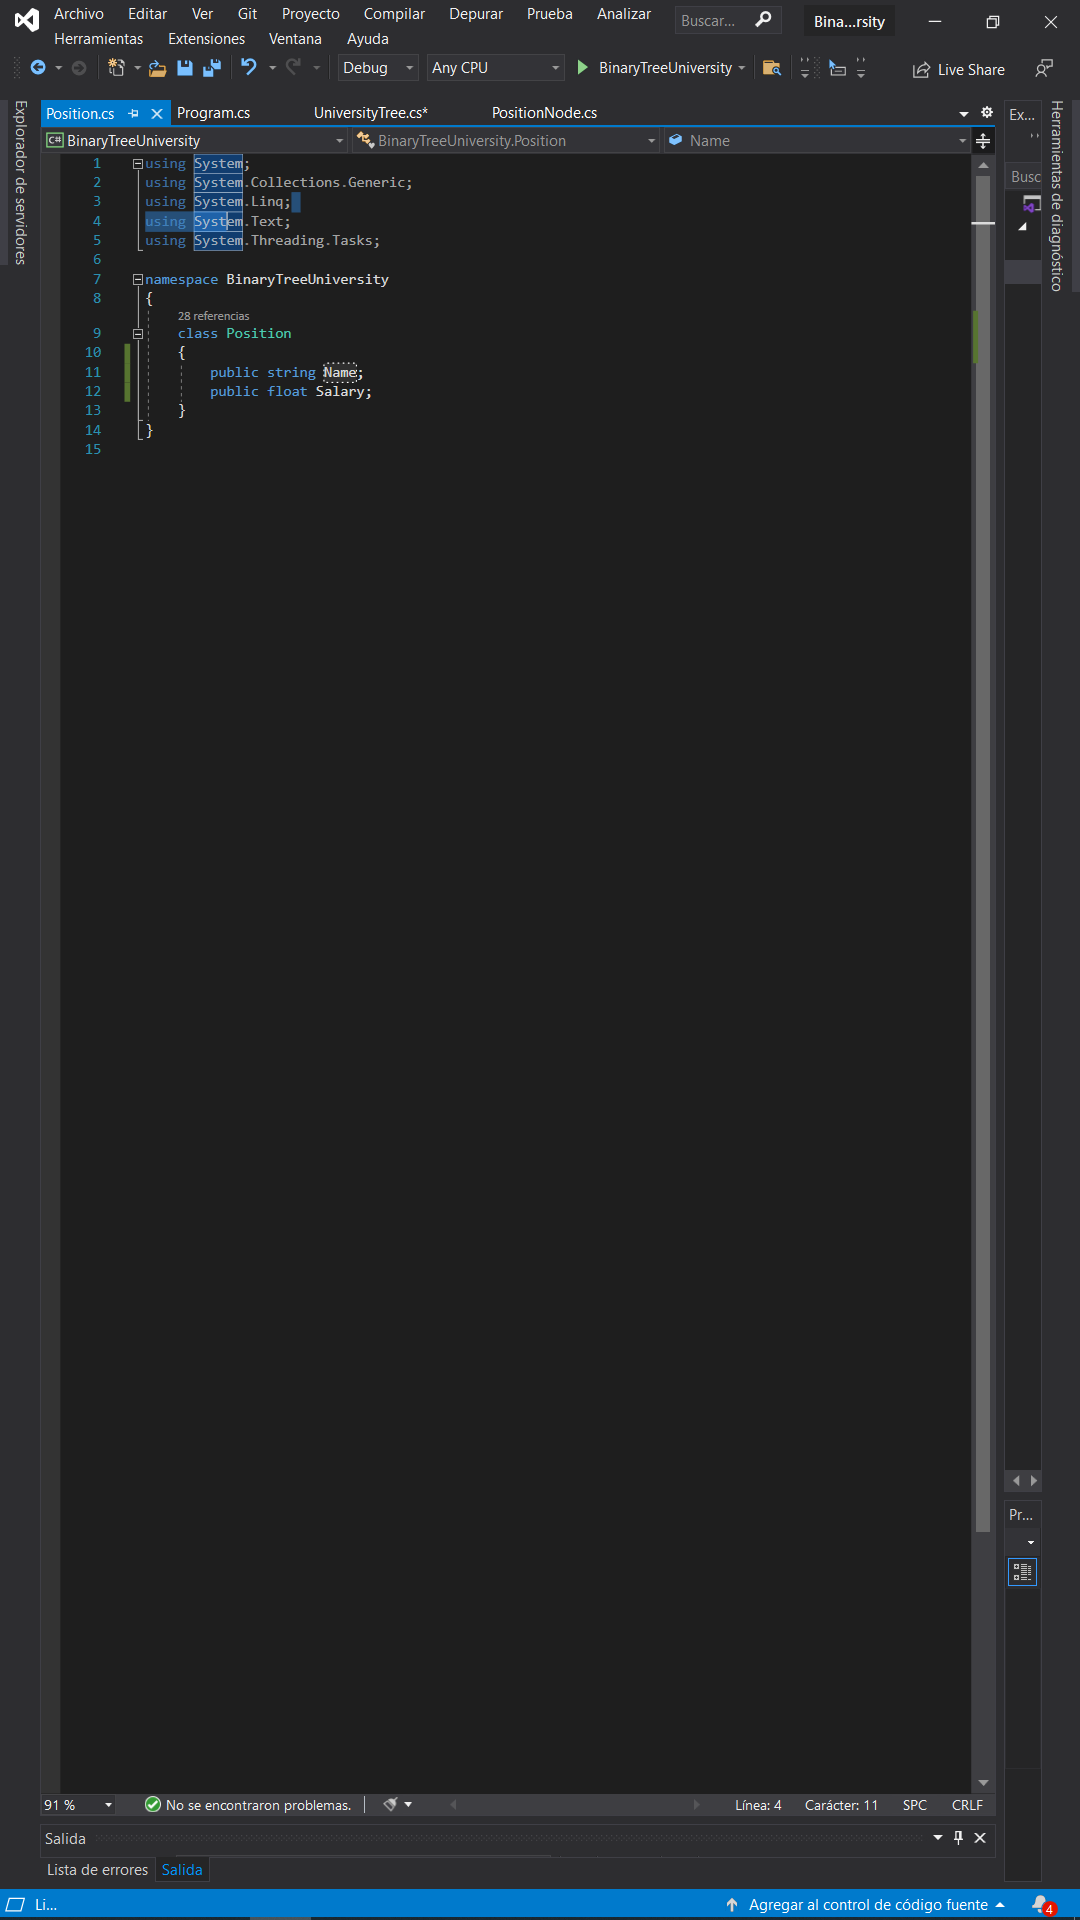 Archivo Editar Ver Git Proyecto Compilar Depurar Prueba Analizar Buscar... Bina...rsity
Herramientas Extensiones Ventana Ayuda
Debug Any CPU BinaryTreeUniversity Live Share
Explorador de servidores
Position.cs Program.cs UniversityTree.cs* PositionNode.cs
C# BinaryTreeUniversity BinaryTreeUniversity.Position Name
1 using System;
2 using System.Collections.Generic;
3 using System.Linq;
4 using System.Text;
5 using System.Threading.Tasks;
6
7 namespace BinaryTreeUniversity
8 {
28 referencias
9 class Position
10 {
11 public string Name;
12 public float Salary;
13 }
14 }
15
Ex...
Busc
Herramientas de diagnóstico
Pr...
91 % No se encontraron problemas. Línea: 4 Carácter: 11 SPC CRLF
Salida
Lista de errores Salida
Li... Agregar al control de código fuente 4